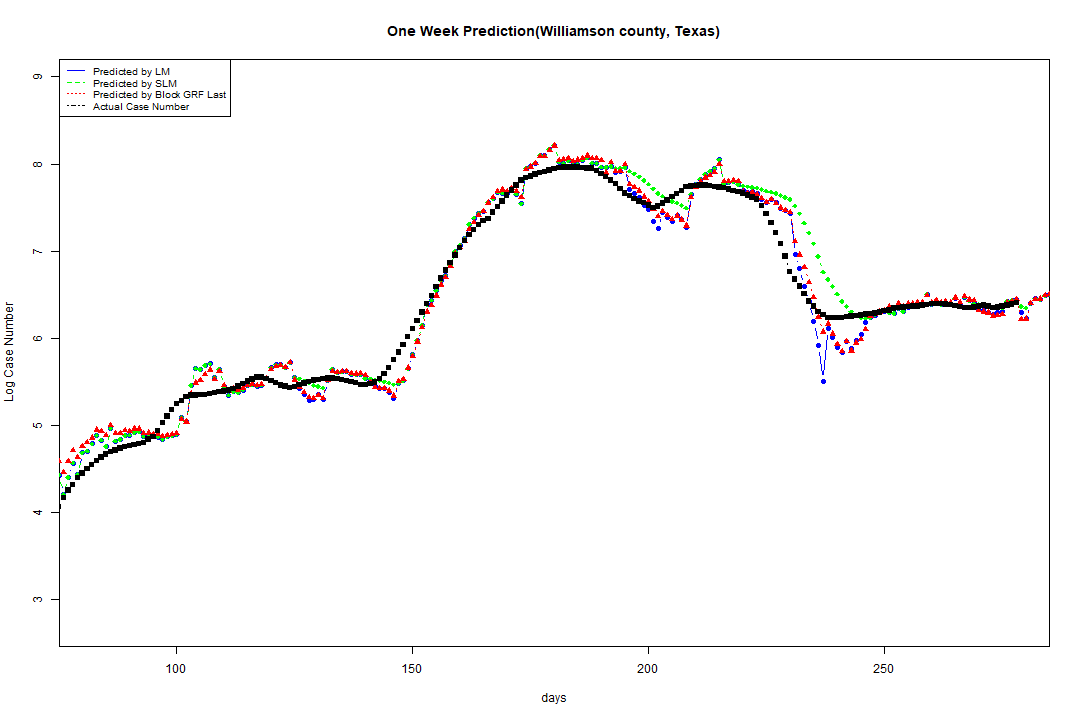 One Week Prediction(Williamson county, Texas)
Predicted by LM
Predicted by SLM
Predicted by Block GRF Last
Actual Case Number
9
8
7
6
5
4
3
Log Case Number
100 150 200 250
days